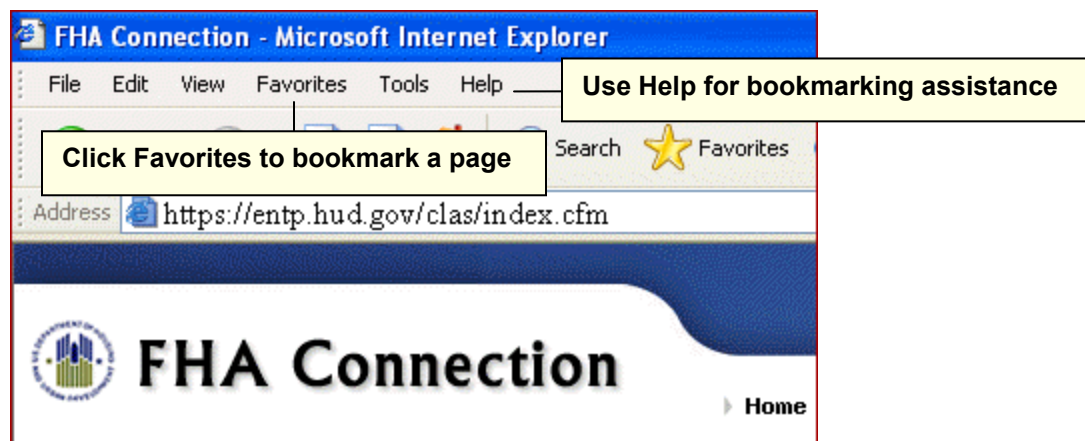 FHA Connection - Microsoft Internet Explorer
File Edit View Favorites Tools Help
Use Help for bookmarking assistance
Click Favorites to bookmark a page
Search Favorites
Address https://entp.hud.gov/clas/index.cfm
FHA Connection
Home